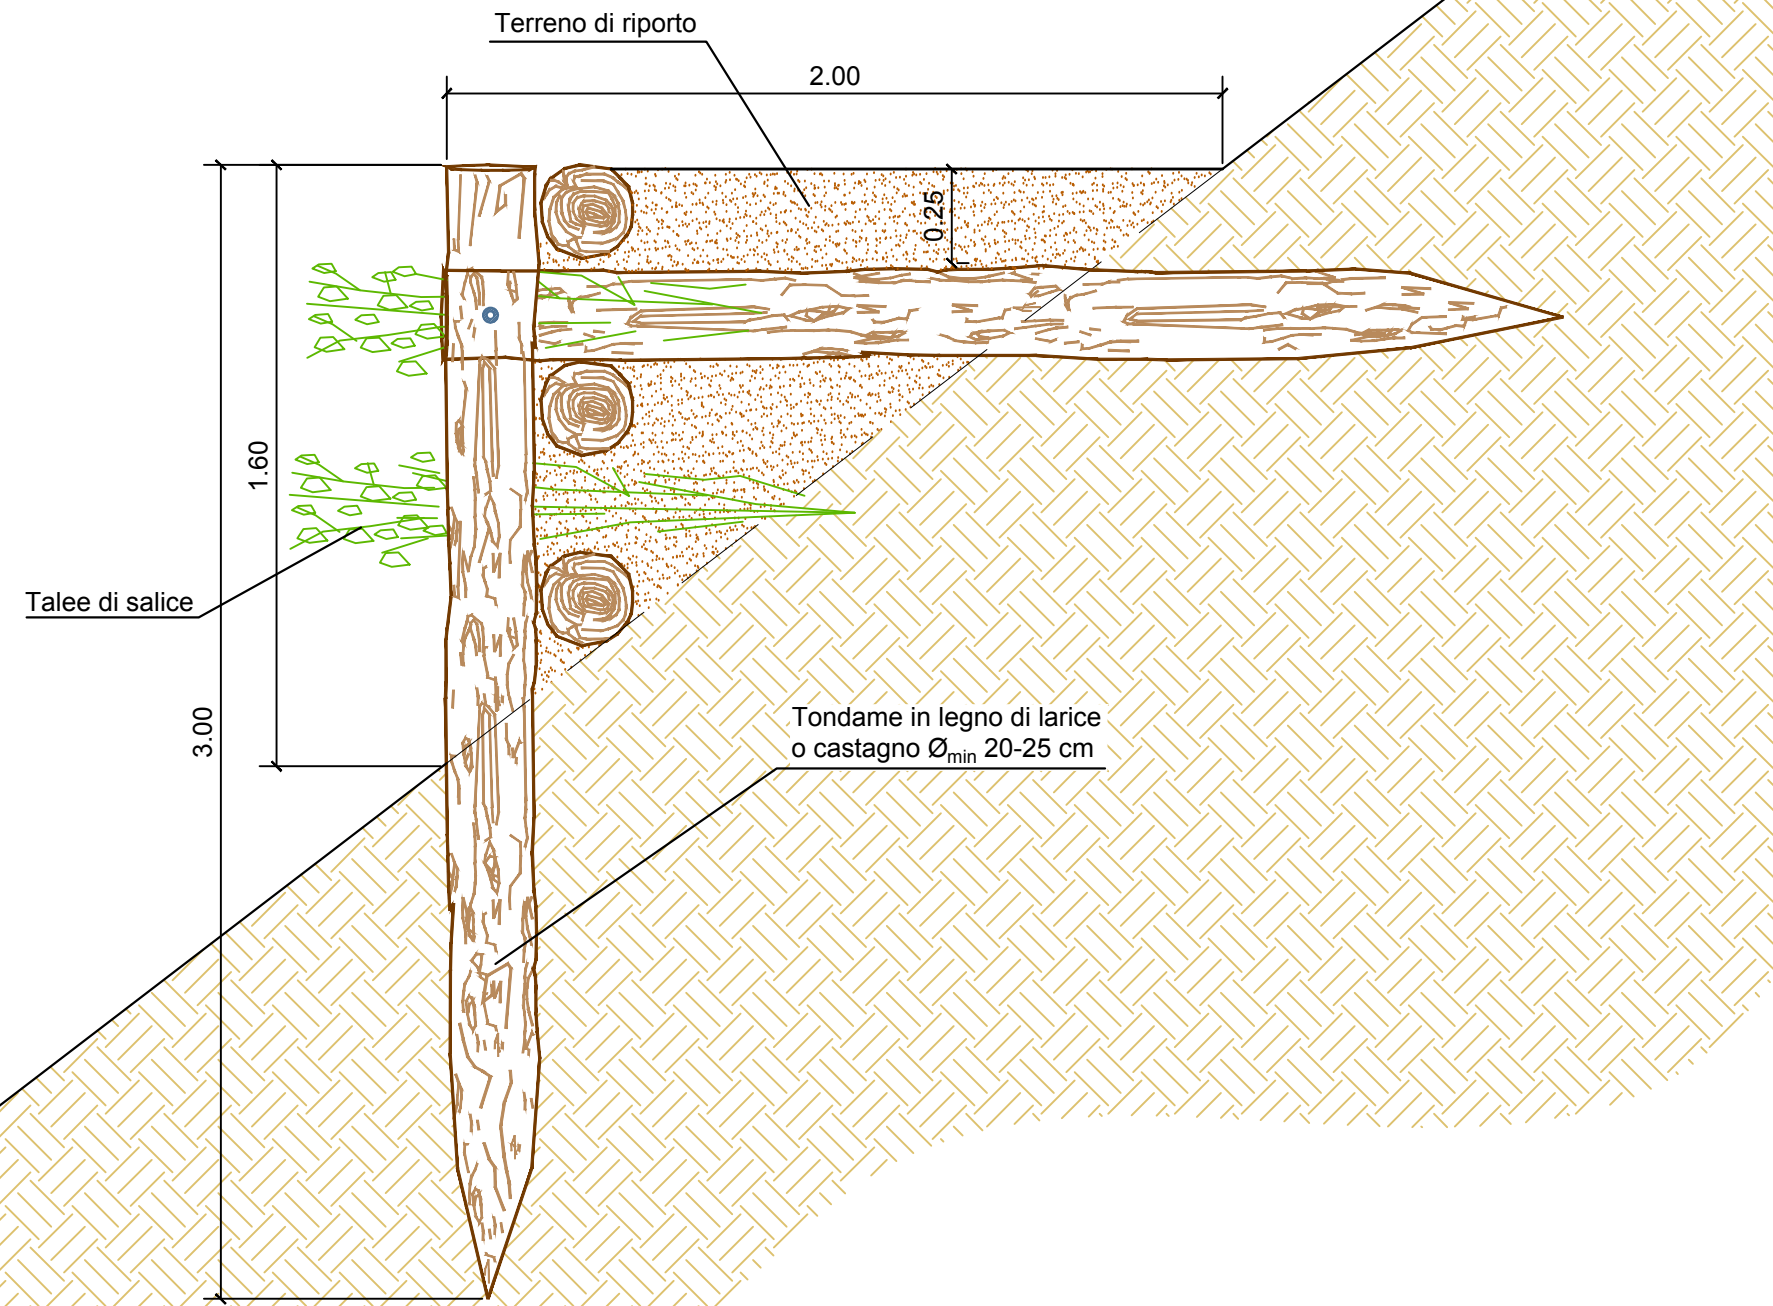 Terreno di riporto
2.00
0.25
1.60
Talee di salice
3.00
Tondame in legno di larice
o castagno Ømin 20-25 cm